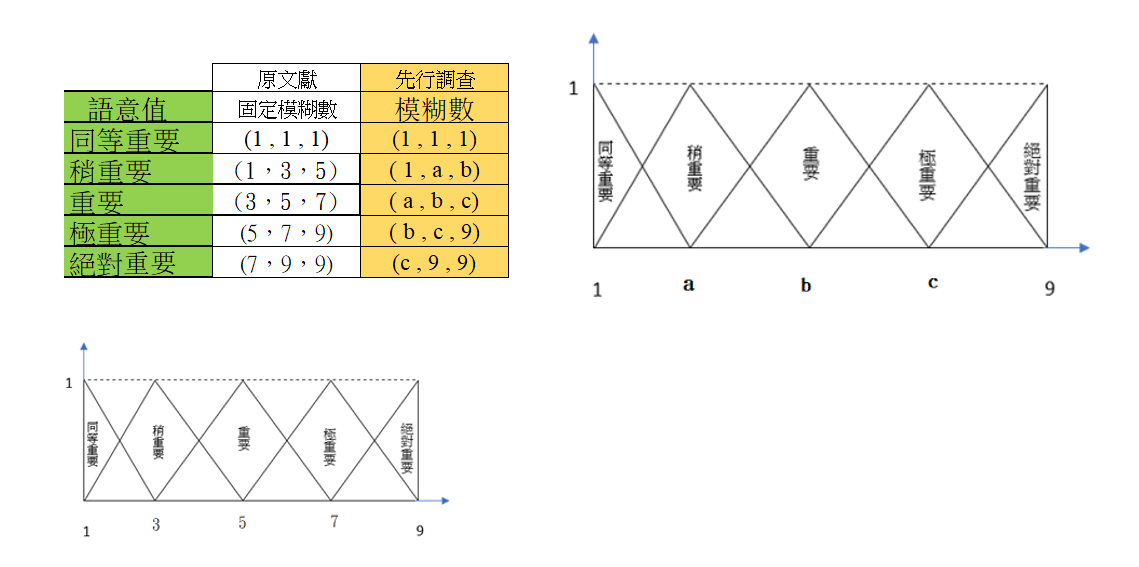 原文獻 先行調查
語意值 固定模糊數 模糊數
同等重要 (1 , 1 , 1) (1 , 1 , 1)
稍重要 (1，3，5) ( 1 , a , b)
重要 (3，5，7) ( a , b , c)
極重要 (5，7，9) ( b , c , 9)
絕對重要 (7，9，9) (c , 9 , 9)
1
同等重要
稍重要
重要
極重要
絕對重要
1 a b c 9
1
同等重要
稍重要
重要
極重要
絕對重要
1 3 5 7 9